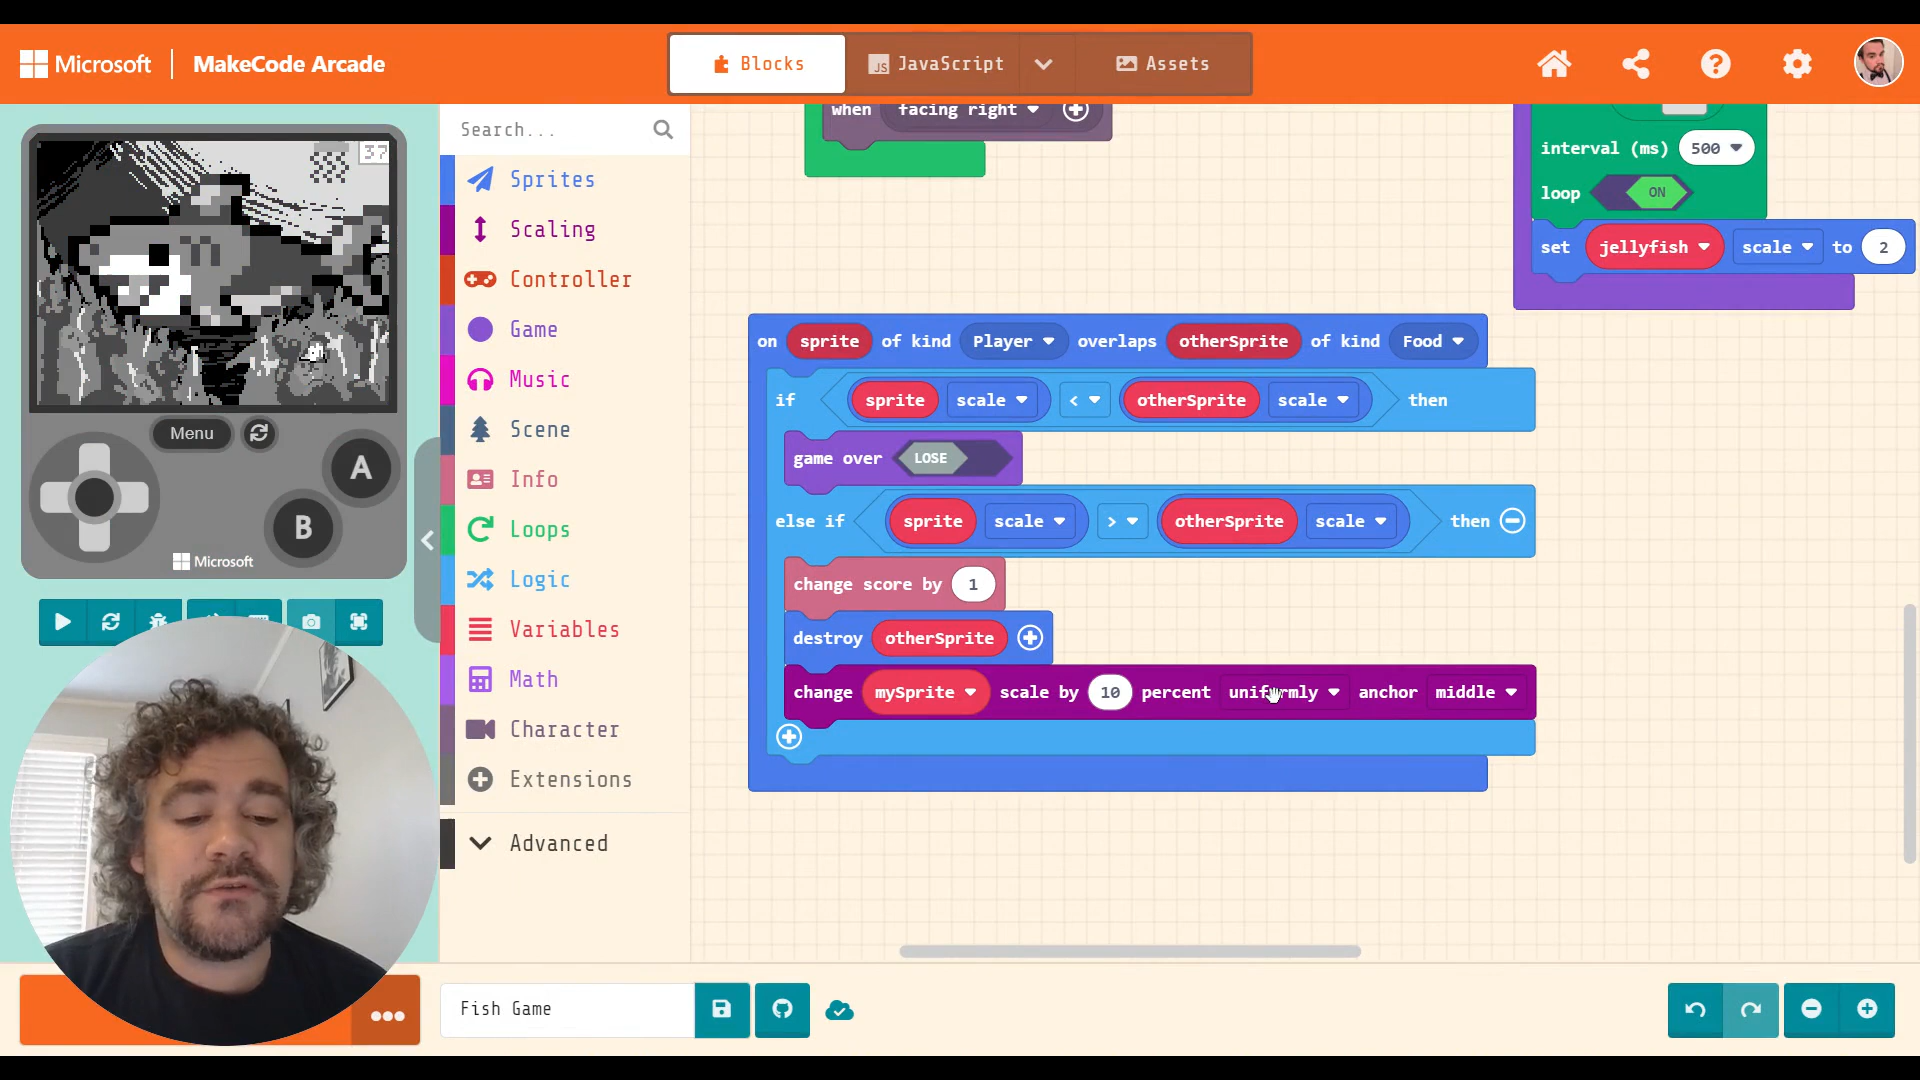 Microsoft
MakeCode Arcade
Blocks
JS
JavaScript
Assets
37
Menu
A
B
Microsoft
Search...
Sprites
Scaling
Controller
Game
Music
Scene
Info
Loops
Logic
Variables
Math
Character
Extensions
Advanced
when facing right
interval (ms) 500
loop ON
set jellyfish scale to 2
on sprite of kind Player overlaps otherSprite of kind Food
if sprite scale < otherSprite scale then
game over LOSE
else if sprite scale > otherSprite scale then
change score by 1
destroy otherSprite
change mySprite scale by 10 percent uniformly anchor middle
Fish Game